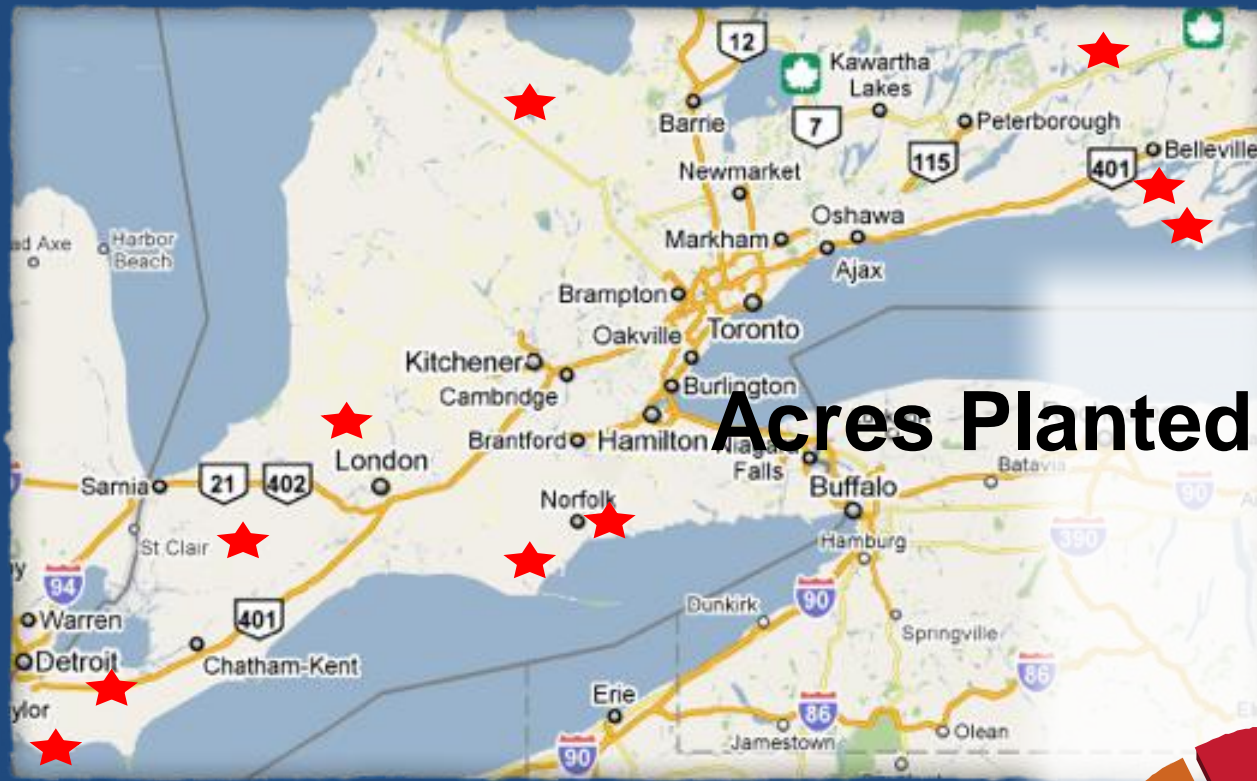 12
Kawartha
Lakes
Barrie
7
Peterborough
115
401
Belleville
Newmarket
Oshawa
Markham
Ajax
ad Axe
Harbor
Beach
Brampton
Oakville
Toronto
Kitchener
Cambridge
Burlington
Acres Planted
Brantford
Hamilton
Niagara
Falls
London
Sarnia
21
402
Batavia
90
Buffalo
Norfolk
St Clair
Hamburg
390
94
401
Warren
Dunkirk
90
Springville
Detroit
Chatham-Kent
86
ylor
Erie
86
Jamestown
Olean
90